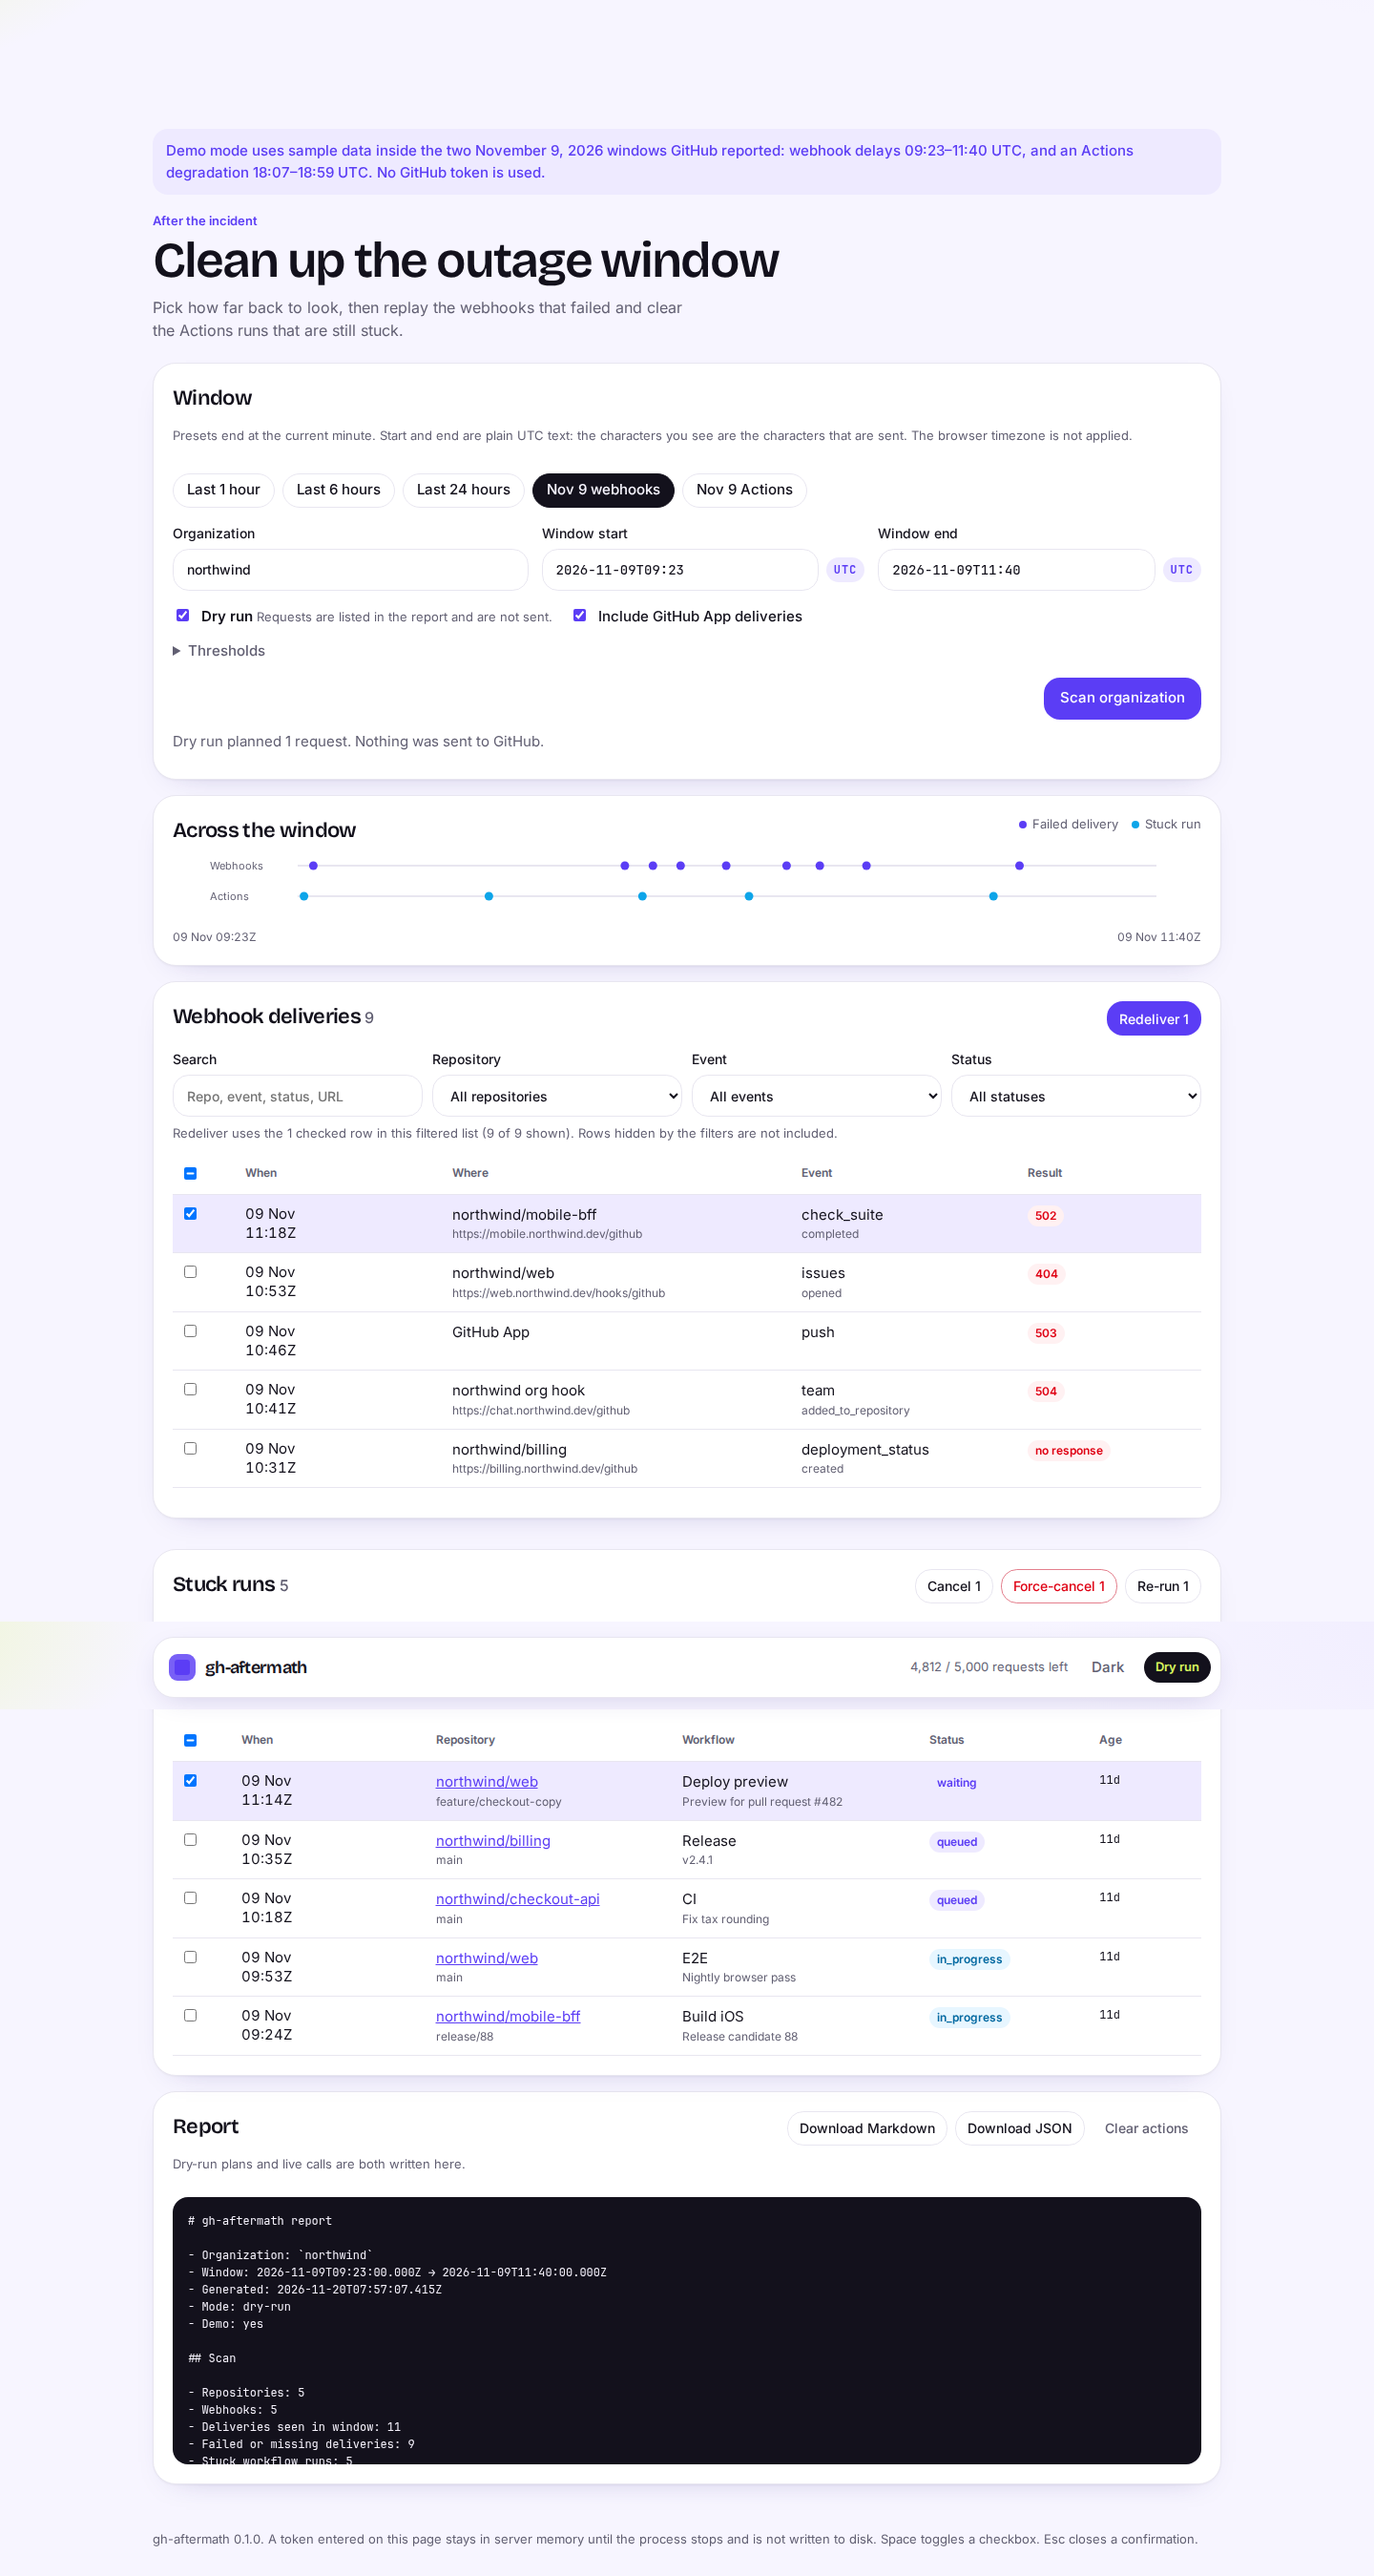 Demo mode uses sample data inside the two November 9, 2026 windows GitHub reported: webhook delays 09:23–11:40 UTC, and an Actions
degradation 18:07–18:59 UTC. No GitHub token is used.
After the incident
Clean up the outage window
Pick how far back to look, then replay the webhooks that failed and clear
the Actions runs that are still stuck.
Window
Presets end at the current minute. Start and end are plain UTC text: the characters you see are the characters that are sent. The browser timezone is not applied.
Last 1 hour Last 6 hours Last 24 hours Nov 9 webhooks Nov 9 Actions
Organization Window start Window end
northwind 2026-11-09T09:23 UTC 2026-11-09T11:40 UTC
Dry run Requests are listed in the report and are not sent. Include GitHub App deliveries
Thresholds
Scan organization
Dry run planned 1 request. Nothing was sent to GitHub.
Across the window Failed delivery Stuck run
Webhooks
Actions
09 Nov 09:23Z 09 Nov 11:40Z
Webhook deliveries 9 Redeliver 1
Search Repository Event Status
Repo, event, status, URL All repositories All events All statuses
Redeliver uses the 1 checked row in this filtered list (9 of 9 shown). Rows hidden by the filters are not included.
When Where Event Result
09 Nov northwind/mobile-bff check_suite 502
11:18Z https://mobile.northwind.dev/github completed
09 Nov northwind/web issues 404
10:53Z https://web.northwind.dev/hooks/github opened
09 Nov GitHub App push 503
10:46Z
09 Nov northwind org hook team 504
10:41Z https://chat.northwind.dev/github added_to_repository
09 Nov northwind/billing deployment_status no response
10:31Z https://billing.northwind.dev/github created
Stuck runs 5 Cancel 1 Force-cancel 1 Re-run 1
gh-aftermath 4,812 / 5,000 requests left Dark Dry run
When Repository Workflow Status Age
09 Nov northwind/web Deploy preview waiting 11d
11:14Z feature/checkout-copy Preview for pull request #482
09 Nov northwind/billing Release queued 11d
10:35Z main v2.4.1
09 Nov northwind/checkout-api CI queued 11d
10:18Z main Fix tax rounding
09 Nov northwind/web E2E in_progress 11d
09:53Z main Nightly browser pass
09 Nov northwind/mobile-bff Build iOS in_progress 11d
09:24Z release/88 Release candidate 88
Report Download Markdown Download JSON Clear actions
Dry-run plans and live calls are both written here.
# gh-aftermath report
- Organization: `northwind`
- Window: 2026-11-09T09:23:00.000Z → 2026-11-09T11:40:00.000Z
- Generated: 2026-11-20T07:57:07.415Z
- Mode: dry-run
- Demo: yes
## Scan
- Repositories: 5
- Webhooks: 5
- Deliveries seen in window: 11
- Failed or missing deliveries: 9
- Stuck workflow runs: 5
gh-aftermath 0.1.0. A token entered on this page stays in server memory until the process stops and is not written to disk. Space toggles a checkbox. Esc closes a confirmation.